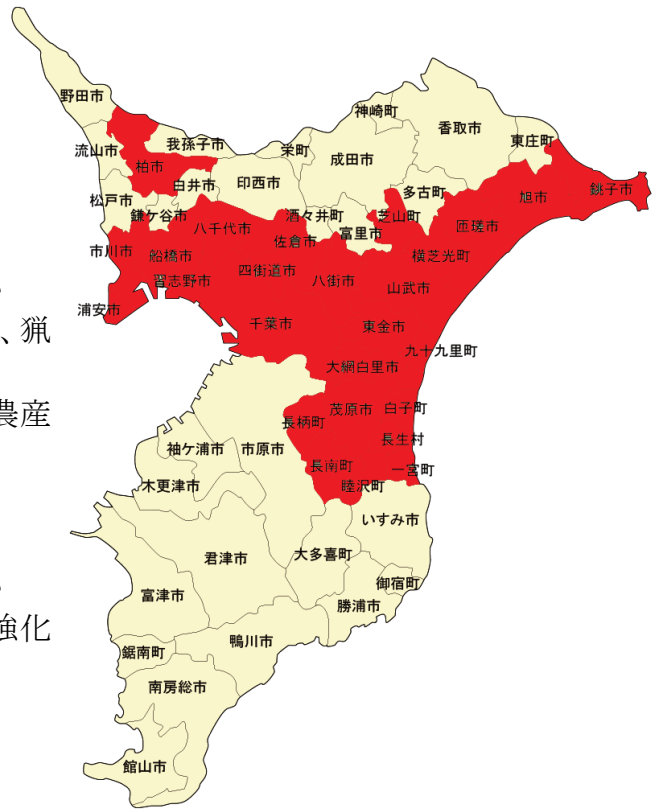 野田市
流山市
我孫子市
柏市
松戸市
白井市
鎌ケ谷市
印西市
栄町
成田市
神崎町
香取市
東庄町
多古町
芝山町
酒々井町
富里市
佐倉市
八千代市
市川市
船橋市
習志野市
浦安市
四街道市
八街市
千葉市
旭市
銚子市
匝瑳市
横芝光町
山武市
東金市
九十九里町
大網白里市
茂原市
白子町
長柄町
長生村
長南町
一宮町
睦沢町
いすみ市
市原市
袖ケ浦市
木更津市
君津市
大多喜町
御宿町
勝浦市
富津市
鴨川市
鋸南町
南房総市
館山市
。
、猟
農産
。
強化